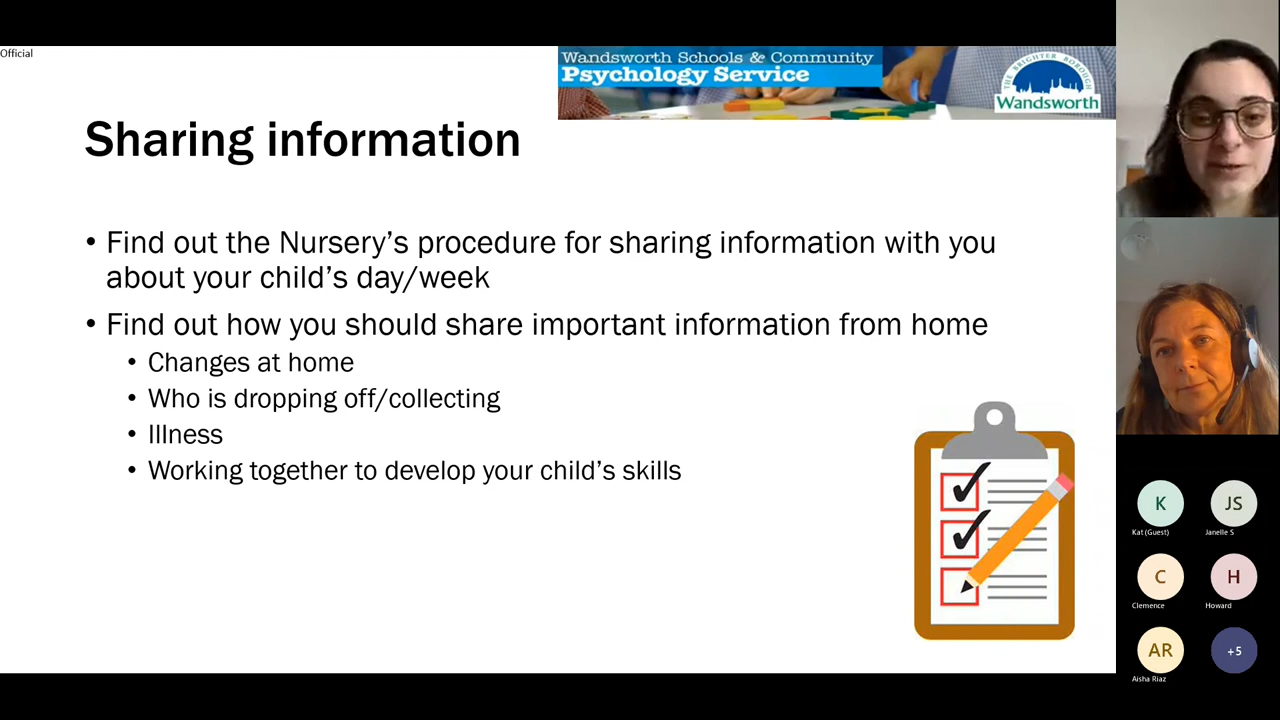 Official
Wandsworth Schools & Community
Psychology Service
THE BRIGHTER BOROUGH
Wandsworth
Sharing information
• Find out the Nursery's procedure for sharing information with you
about your child's day/week
• Find out how you should share important information from home
• Changes at home
• Who is dropping off/collecting
• Illness
• Working together to develop your child's skills
K
JS
Kat (Guest)
Janelle S
C
H
Clemence
Howard
AR
+5
Aisha Riaz